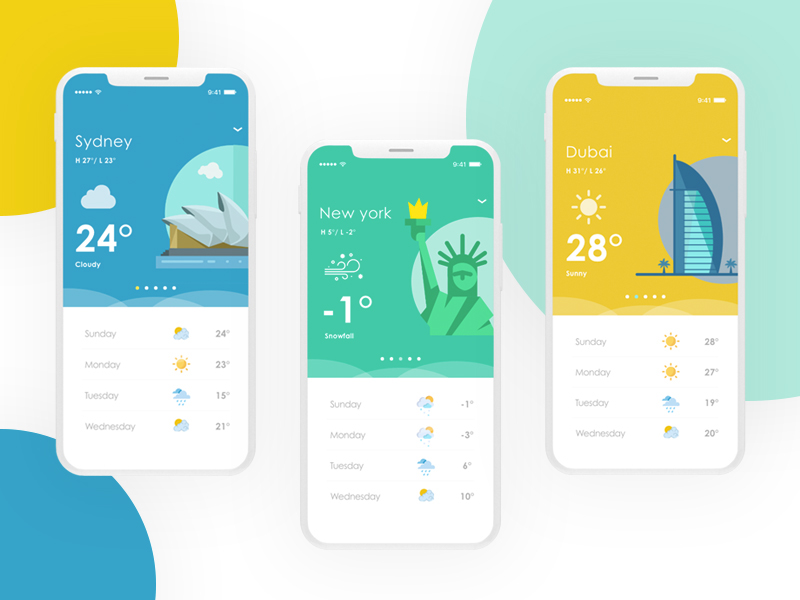 9:41
Sydney
H 27°/ L 23°
24°
Cloudy
Sunday 24°
Monday 23°
Tuesday 15°
Wednesday 21°
9:41
New york
H 5°/ L -2°
-1°
Snowfall
Sunday -1°
Monday -3°
Tuesday 6°
Wednesday 10°
9:41
Dubai
H 31°/ L 26°
28°
Sunny
Sunday 28°
Monday 27°
Tuesday 19°
Wednesday 20°